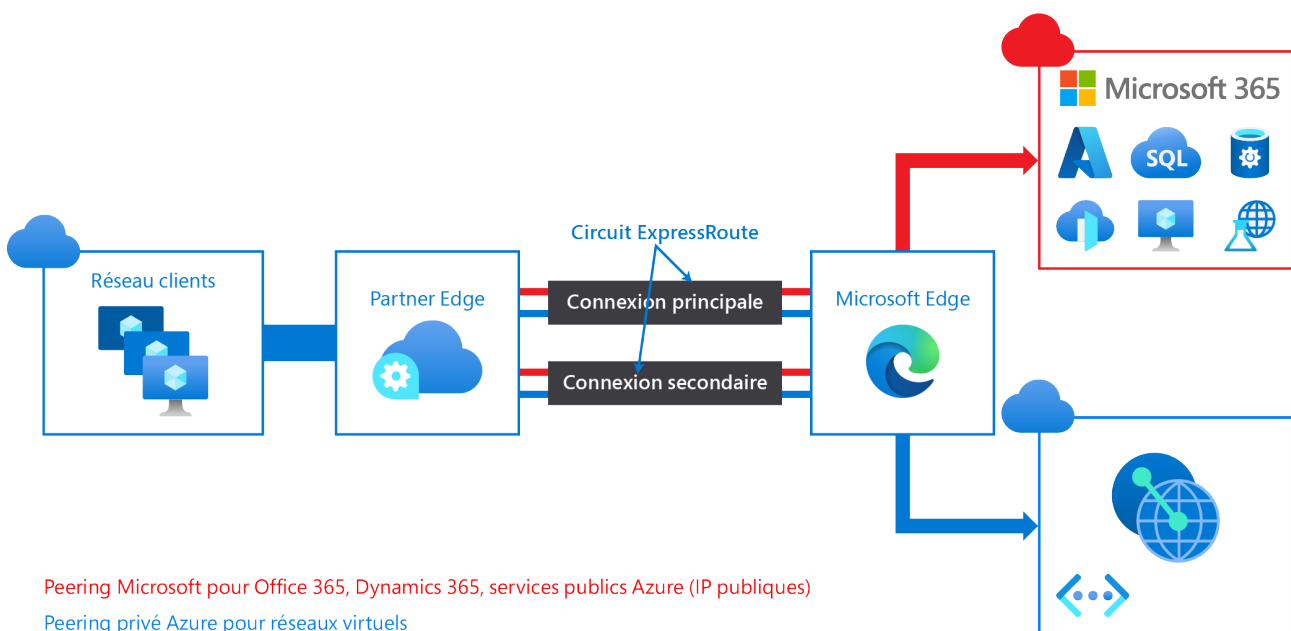 Microsoft 365
SQL
Circuit ExpressRoute
Réseau clients
Partner Edge
Connexion principale
Microsoft Edge
Connexion secondaire
Peering Microsoft pour Office 365, Dynamics 365, services publics Azure (IP publiques)
Peering privé Azure pour réseaux virtuels